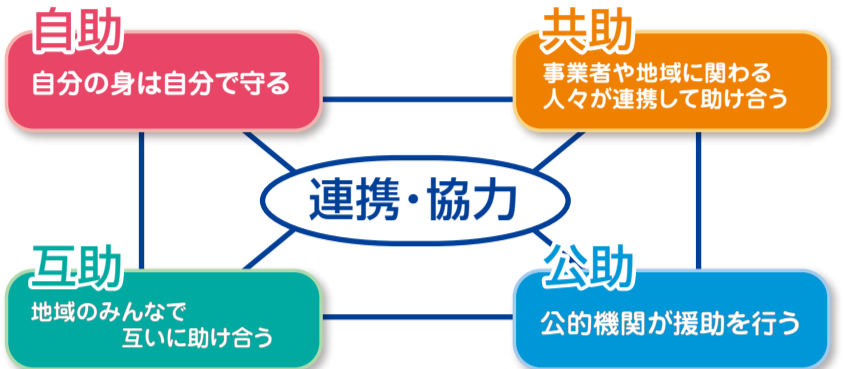 自助
自分の身は自分で守る
共助
事業者や地域に関わる
人々が連携して助け合う
連携・協力
互助
地域のみんなで
互いに助け合う
公助
公的機関が援助を行う